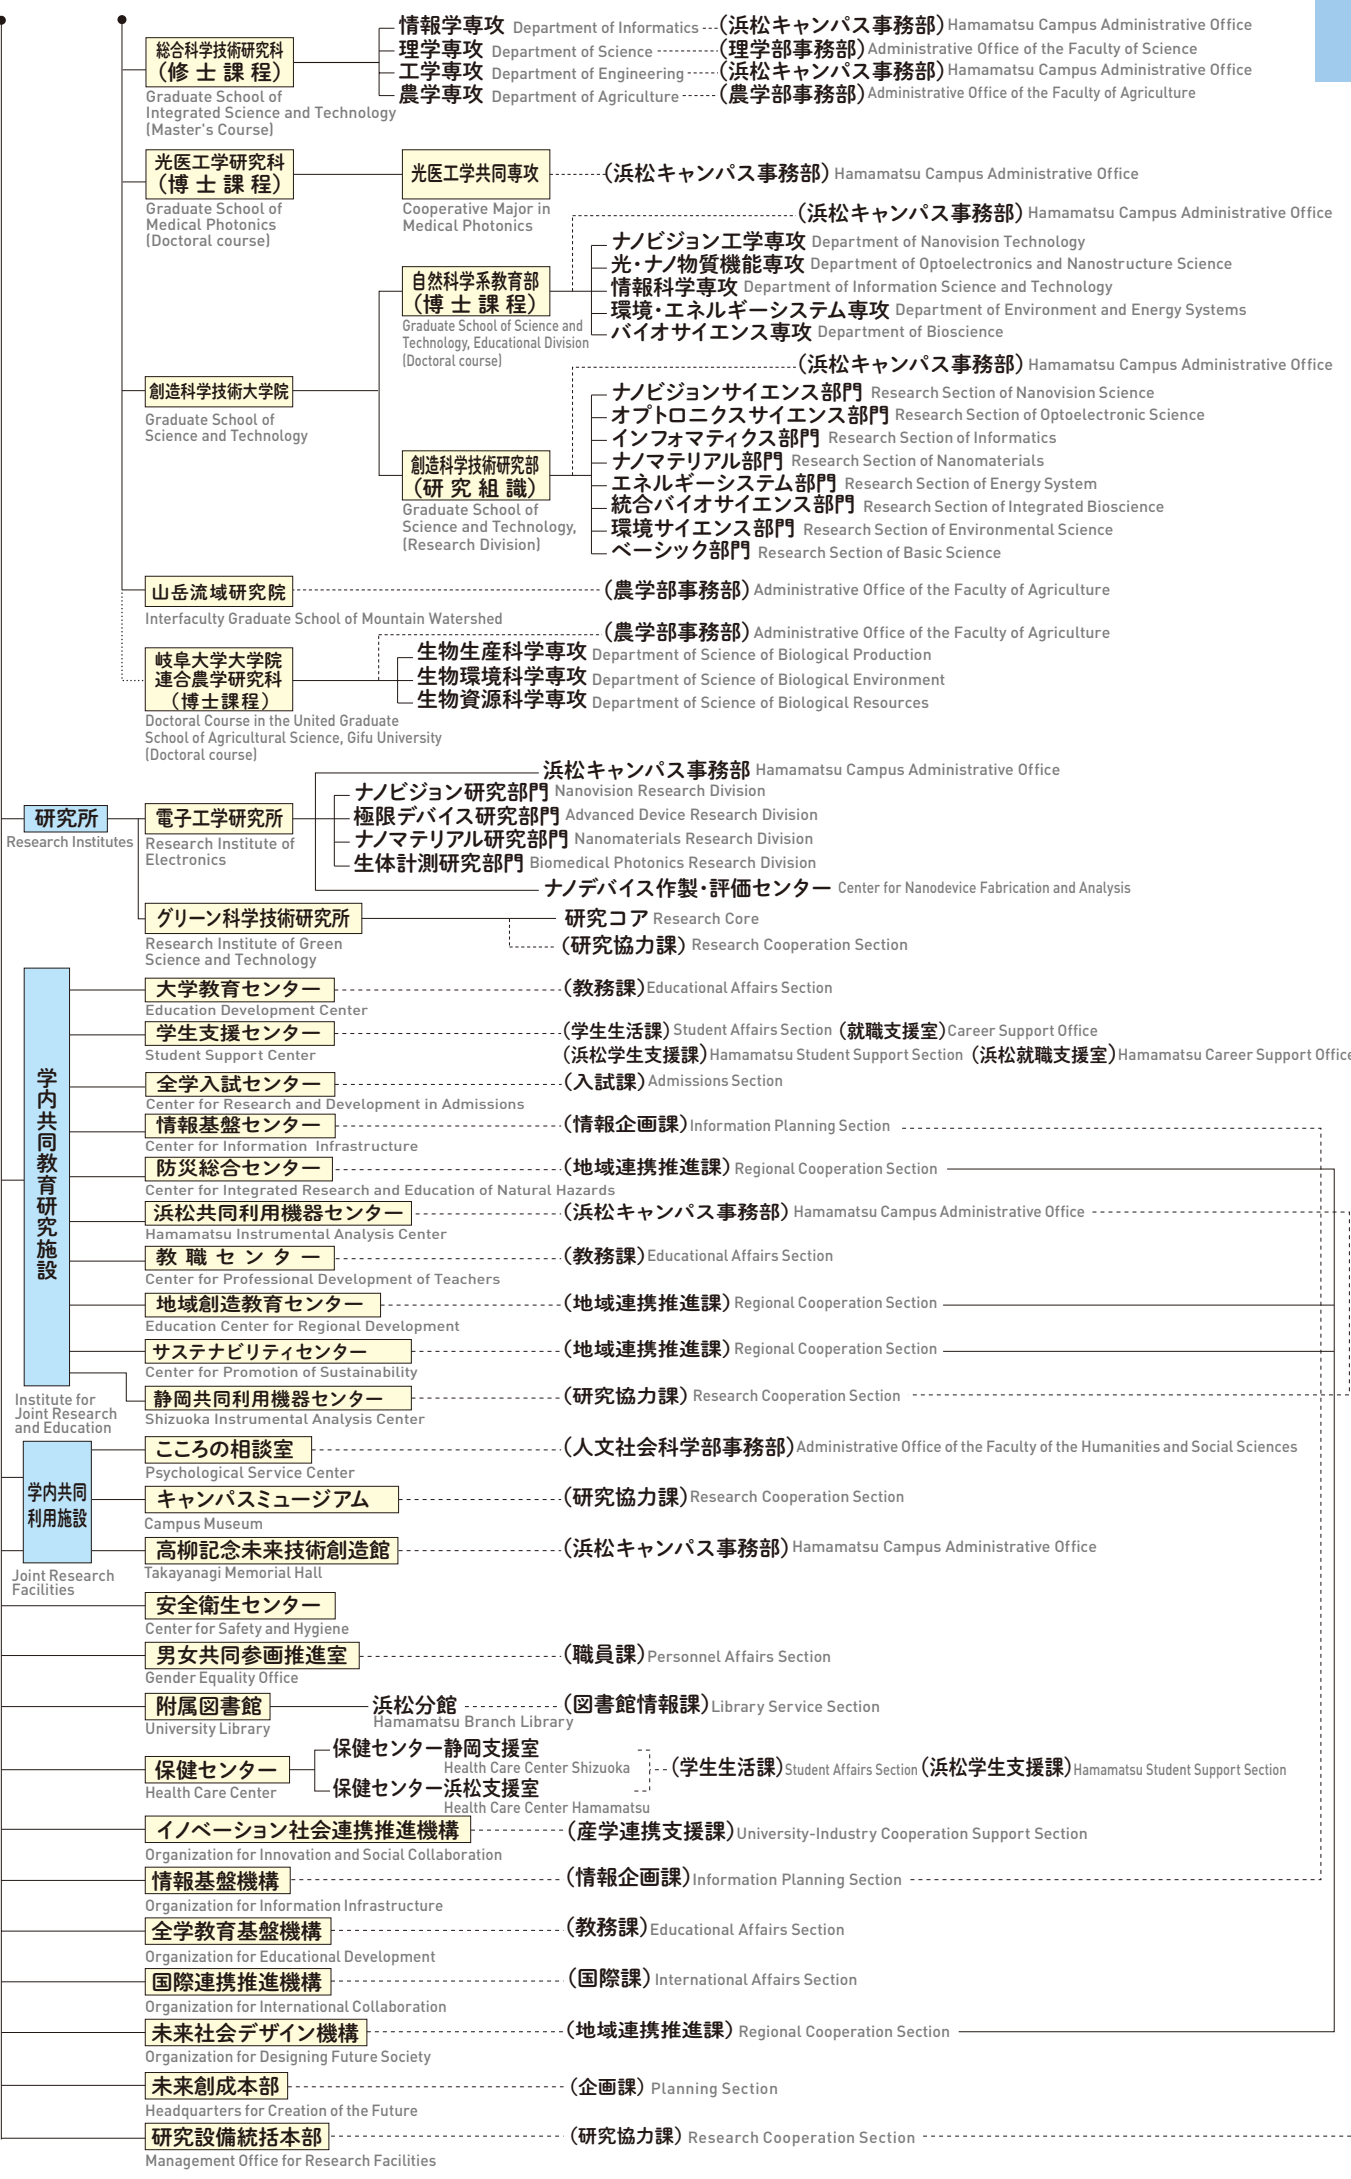 総合科学技術研究科
（修士課程）
Graduate School of
Integrated Science and Technology
(Master's Course)
情報学専攻 Department of Informatics （浜松キャンパス事務部）Hamamatsu Campus Administrative Office
理学専攻 Department of Science （理学部事務部）Administrative Office of the Faculty of Science
工学専攻 Department of Engineering （浜松キャンパス事務部）Hamamatsu Campus Administrative Office
農学専攻 Department of Agriculture （農学部事務部）Administrative Office of the Faculty of Agriculture
光医工学研究科
（博士課程）
Graduate School of
Medical Photonics
(Doctoral course)
光医工学共同専攻
Cooperative Major in
Medical Photonics
（浜松キャンパス事務部）Hamamatsu Campus Administrative Office
創造科学技術大学院
Graduate School of
Science and Technology
自然科学系教育部
（博士課程）
Graduate School of Science and
Technology, Educational Division
(Doctoral course)
（浜松キャンパス事務部）Hamamatsu Campus Administrative Office
ナノビジョン工学専攻 Department of Nanovision Technology
光・ナノ物質機能専攻 Department of Optoelectronics and Nanostructure Science
情報科学専攻 Department of Information Science and Technology
環境・エネルギーシステム専攻 Department of Environment and Energy Systems
バイオサイエンス専攻 Department of Bioscience
創造科学技術研究部
（研究組織）
Graduate School of
Science and Technology,
(Research Division)
（浜松キャンパス事務部）Hamamatsu Campus Administrative Office
ナノビジョンサイエンス部門 Research Section of Nanovision Science
オプトロニクスサイエンス部門 Research Section of Optoelectronic Science
インフォマティクス部門 Research Section of Informatics
ナノマテリアル部門 Research Section of Nanomaterials
エネルギーシステム部門 Research Section of Energy System
統合バイオサイエンス部門 Research Section of Integrated Bioscience
環境サイエンス部門 Research Section of Environmental Science
ベーシック部門 Research Section of Basic Science
山岳流域研究院 （農学部事務部）Administrative Office of the Faculty of Agriculture
Interfaculty Graduate School of Mountain Watershed
岐阜大学大学院
連合農学研究科
（博士課程）
Doctoral Course in the United Graduate
School of Agricultural Science, Gifu University
(Doctoral course)
（農学部事務部）Administrative Office of the Faculty of Agriculture
生物生産科学専攻 Department of Science of Biological Production
生物環境科学専攻 Department of Science of Biological Environment
生物資源科学専攻 Department of Science of Biological Resources
研究所
Research Institutes
電子工学研究所
Research Institute of
Electronics
浜松キャンパス事務部 Hamamatsu Campus Administrative Office
ナノビジョン研究部門 Nanovision Research Division
極限デバイス研究部門 Advanced Device Research Division
ナノマテリアル研究部門 Nanomaterials Research Division
生体計測研究部門 Biomedical Photonics Research Division
ナノデバイス作製・評価センター Center for Nanodevice Fabrication and Analysis
グリーン科学技術研究所
Research Institute of Green
Science and Technology
研究コア Research Core
（研究協力課）Research Cooperation Section
学内共同教育研究施設
Institute for
Joint Research
and Education
大学教育センター （教務課）Educational Affairs Section
Education Development Center
学生支援センター （学生生活課）Student Affairs Section （就職支援室）Career Support Office
Student Support Center （浜松学生支援課）Hamamatsu Student Support Section （浜松就職支援室）Hamamatsu Career Support Office
全学入試センター （入試課）Admissions Section
Center for Research and Development in Admissions
情報基盤センター （情報企画課）Information Planning Section
Center for Information Infrastructure
防災総合センター （地域連携推進課）Regional Cooperation Section
Center for Integrated Research and Education of Natural Hazards
浜松共同利用機器センター （浜松キャンパス事務部）Hamamatsu Campus Administrative Office
Hamamatsu Instrumental Analysis Center
教職センター （教務課）Educational Affairs Section
Center for Professional Development of Teachers
地域創造教育センター （地域連携推進課）Regional Cooperation Section
Education Center for Regional Development
サステナビリティセンター （地域連携推進課）Regional Cooperation Section
Center for Promotion of Sustainability
静岡共同利用機器センター （研究協力課）Research Cooperation Section
Shizuoka Instrumental Analysis Center
学内共同
利用施設
Joint Research
Facilities
こころの相談室 （人文社会科学部事務部）Administrative Office of the Faculty of the Humanities and Social Sciences
Psychological Service Center
キャンパスミュージアム （研究協力課）Research Cooperation Section
Campus Museum
高柳記念未来技術創造館 （浜松キャンパス事務部）Hamamatsu Campus Administrative Office
Takayanagi Memorial Hall
安全衛生センター
Center for Safety and Hygiene
男女共同参画推進室 （職員課）Personnel Affairs Section
Gender Equality Office
附属図書館 浜松分館 （図書館情報課）Library Service Section
University Library Hamamatsu Branch Library
保健センター
Health Care Center
保健センター静岡支援室
Health Care Center Shizuoka
保健センター浜松支援室
Health Care Center Hamamatsu
（学生生活課）Student Affairs Section （浜松学生支援課）Hamamatsu Student Support Section
イノベーション社会連携推進機構 （産学連携支援課）University-Industry Cooperation Support Section
Organization for Innovation and Social Collaboration
情報基盤機構 （情報企画課）Information Planning Section
Organization for Information Infrastructure
全学教育基盤機構 （教務課）Educational Affairs Section
Organization for Educational Development
国際連携推進機構 （国際課）International Affairs Section
Organization for International Collaboration
未来社会デザイン機構 （地域連携推進課）Regional Cooperation Section
Organization for Designing Future Society
未来創成本部 （企画課）Planning Section
Headquarters for Creation of the Future
研究設備統括本部 （研究協力課）Research Cooperation Section
Management Office for Research Facilities